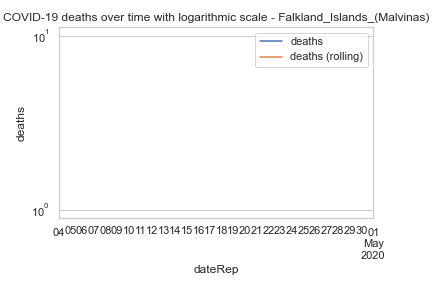 COVID-19 deaths over time with logarithmic scale - Falkland_Islands_(Malvinas)
10¹
deaths
deaths (rolling)
deaths
10⁰
04 05 06 07 08 09 10 11 12 13 14 15 16 17 18 19 20 21 22 23 24 25 26 27 28 29 30 01
May
2020
dateRep